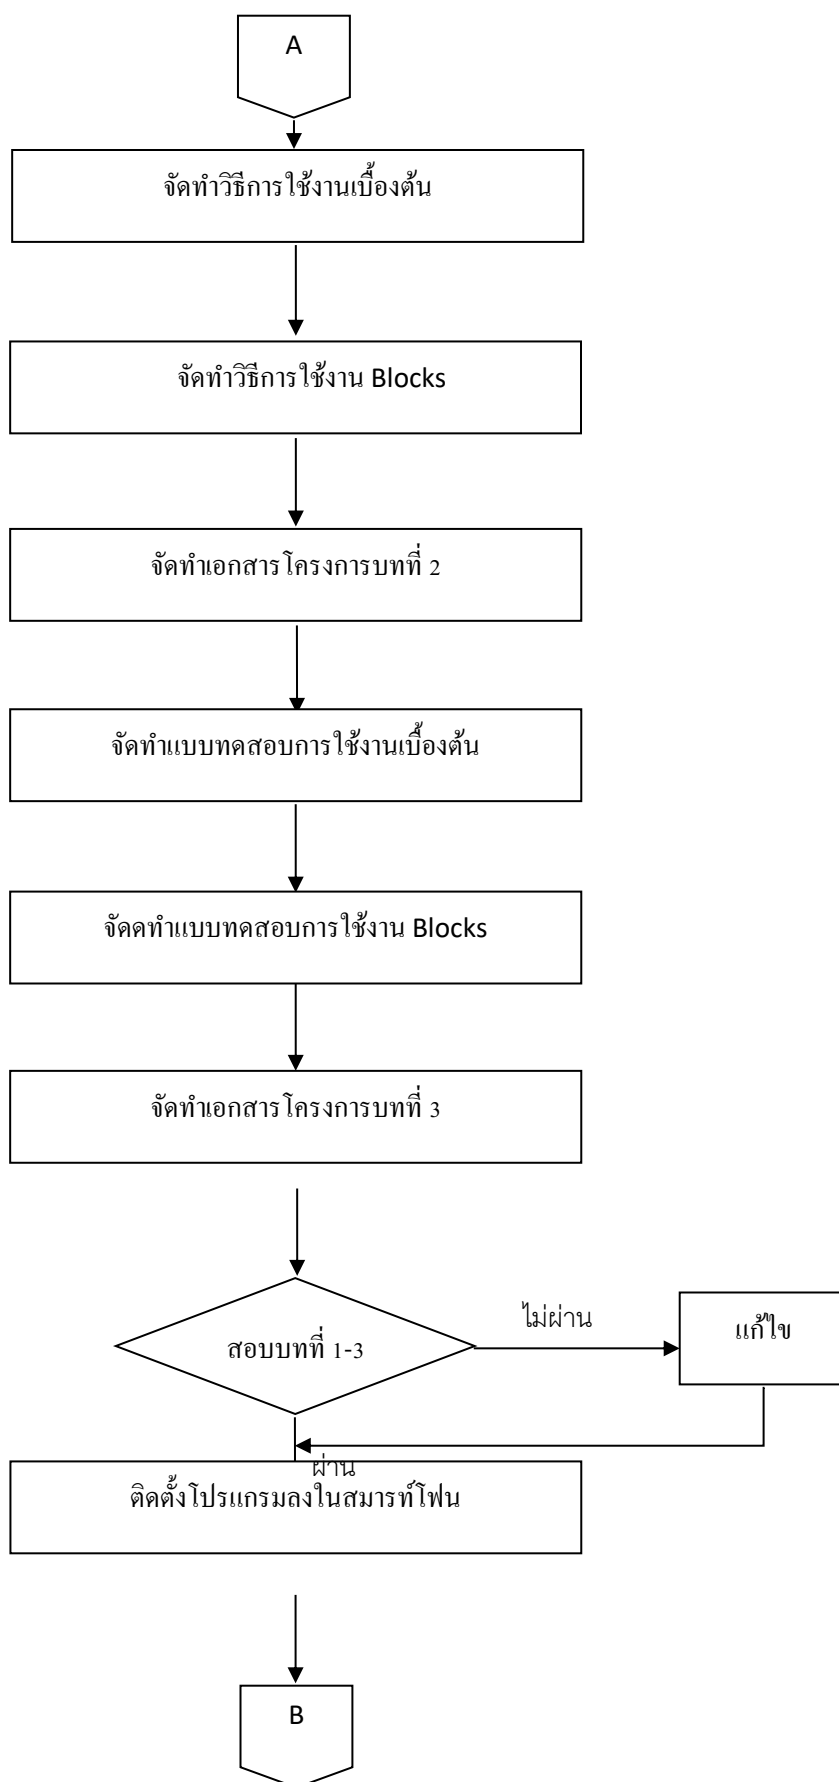 A
จัดทำวิธีการใช้งานเบื้องต้น
จัดทำวิธีการใช้งาน Blocks
จัดทำเอกสารโครงการบทที่ 2
จัดทำแบบทดสอบการใช้งานเบื้องต้น
จัดดทำแบบทดสอบการใช้งาน Blocks
จัดทำเอกสารโครงการบทที่ 3
สอบบทที่ 1-3
ไม่ผ่าน
แก้ไข
ผ่าน
ติดตั้งโปรแกรมลงในสมารท์โฟน
B